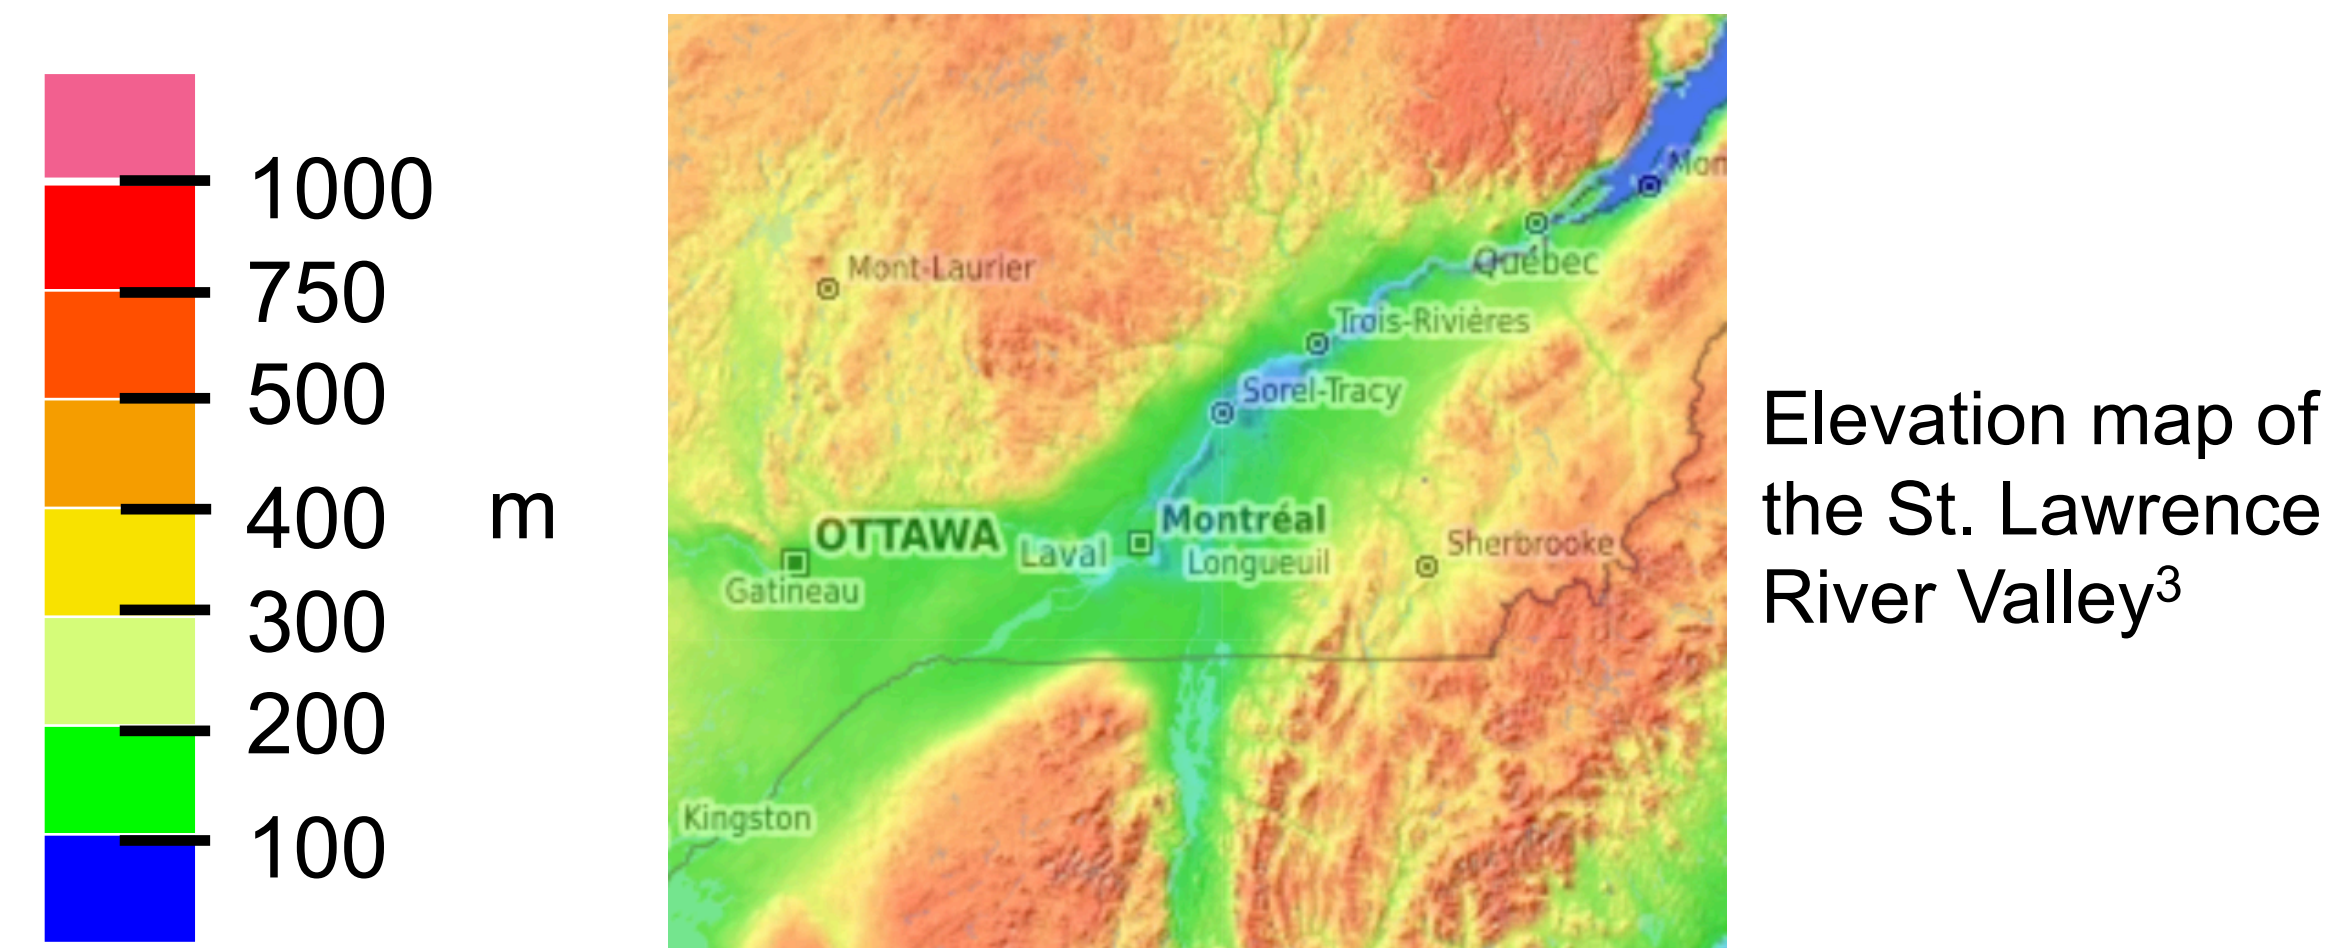 1000
750
500
400
300
200
100
m
Mon
Québec
Mont-Laurier
Trois-Rivières
Sorel-Tracy
OTTAWA
Montréal
Laval
Longueuil
Sherbrooke
Gatineau
Kingston
Elevation map of
the St. Lawrence
River Valley³